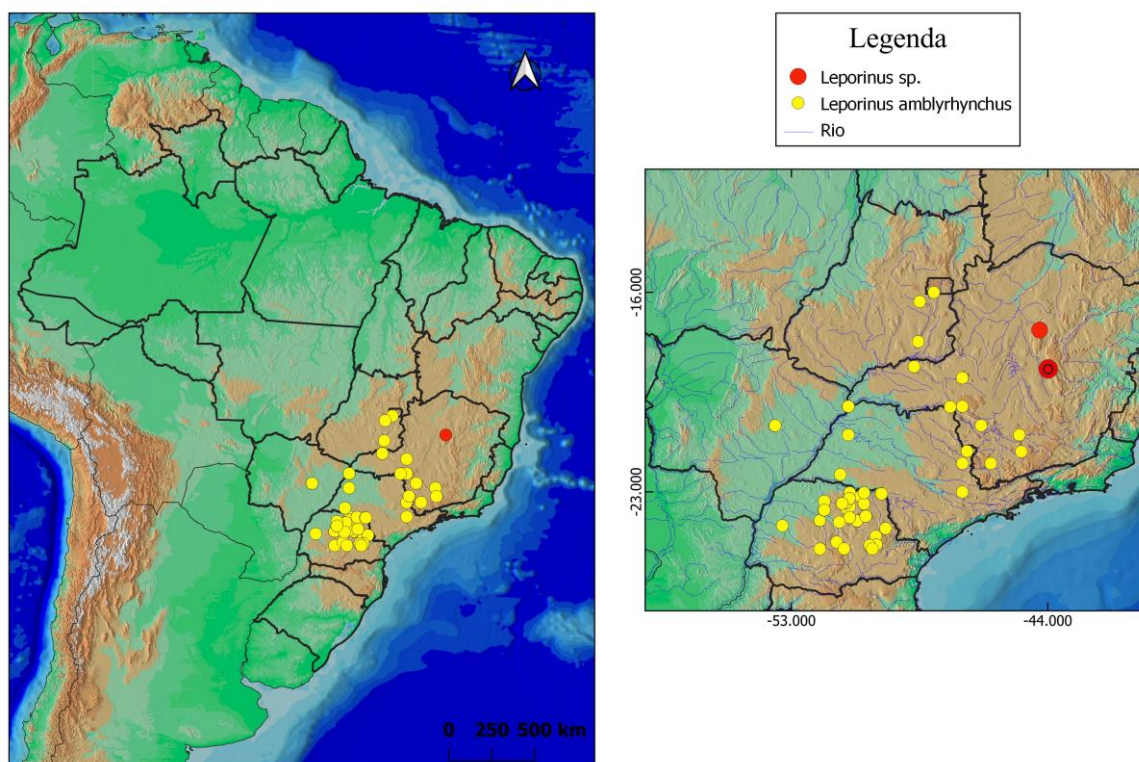 Legenda
Leporinus sp.
Leporinus amblyrhynchus
Rio
-16.000
-23.000
-53.000 -44.000
0 250 500 km